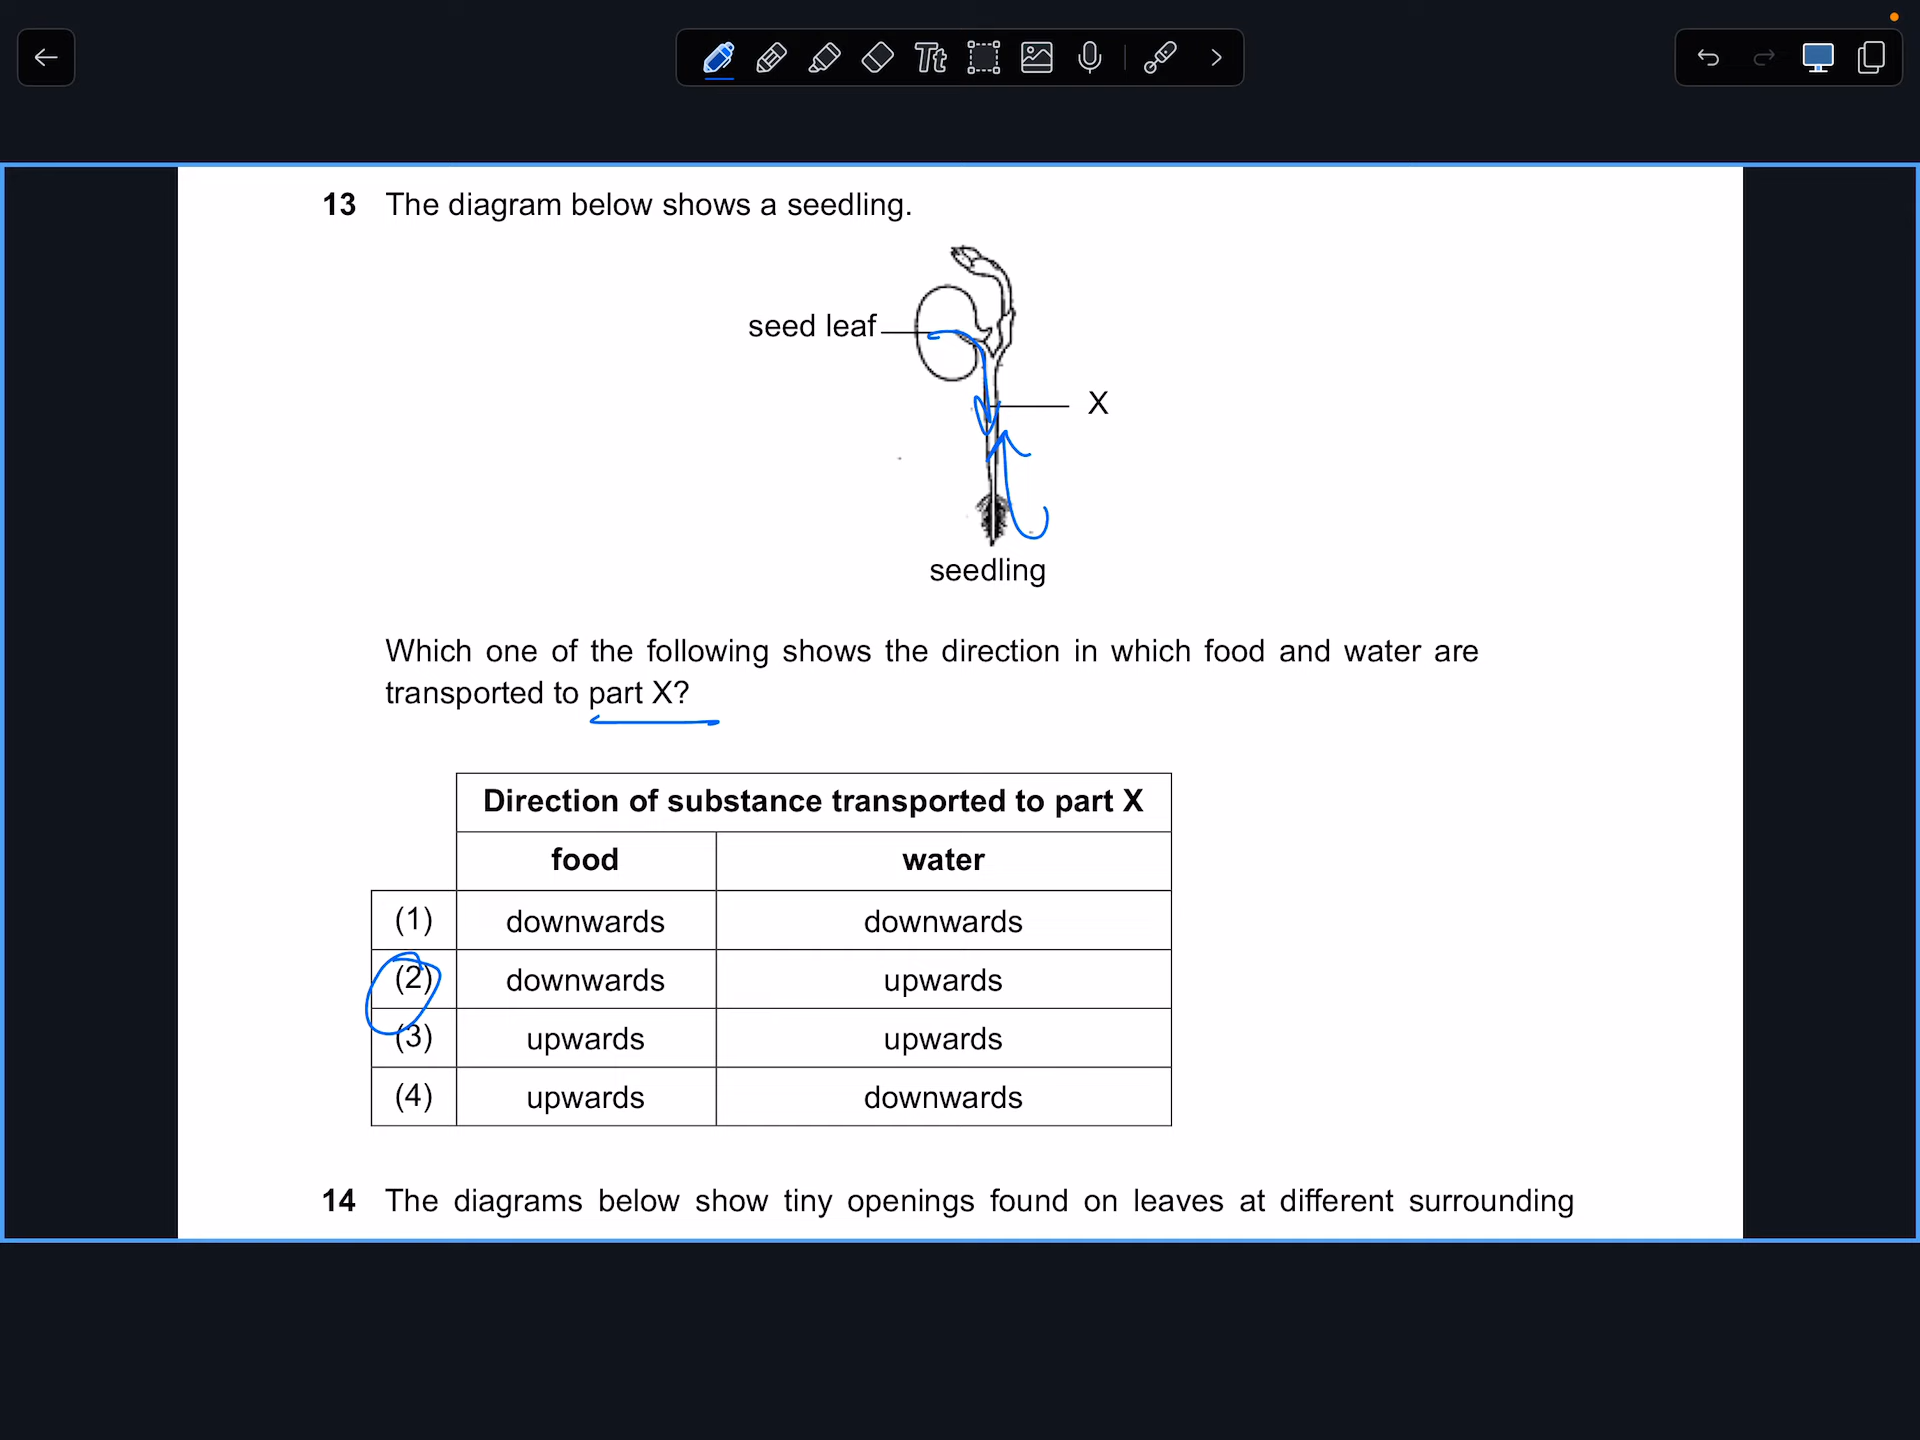 Tt
13 The diagram below shows a seedling.
seed leaf
X
seedling
Which one of the following shows the direction in which food and water are
transported to part X?
Direction of substance transported to part X
food water
(1) downwards downwards
(2) downwards upwards
(3) upwards upwards
(4) upwards downwards
14 The diagrams below show tiny openings found on leaves at different surrounding